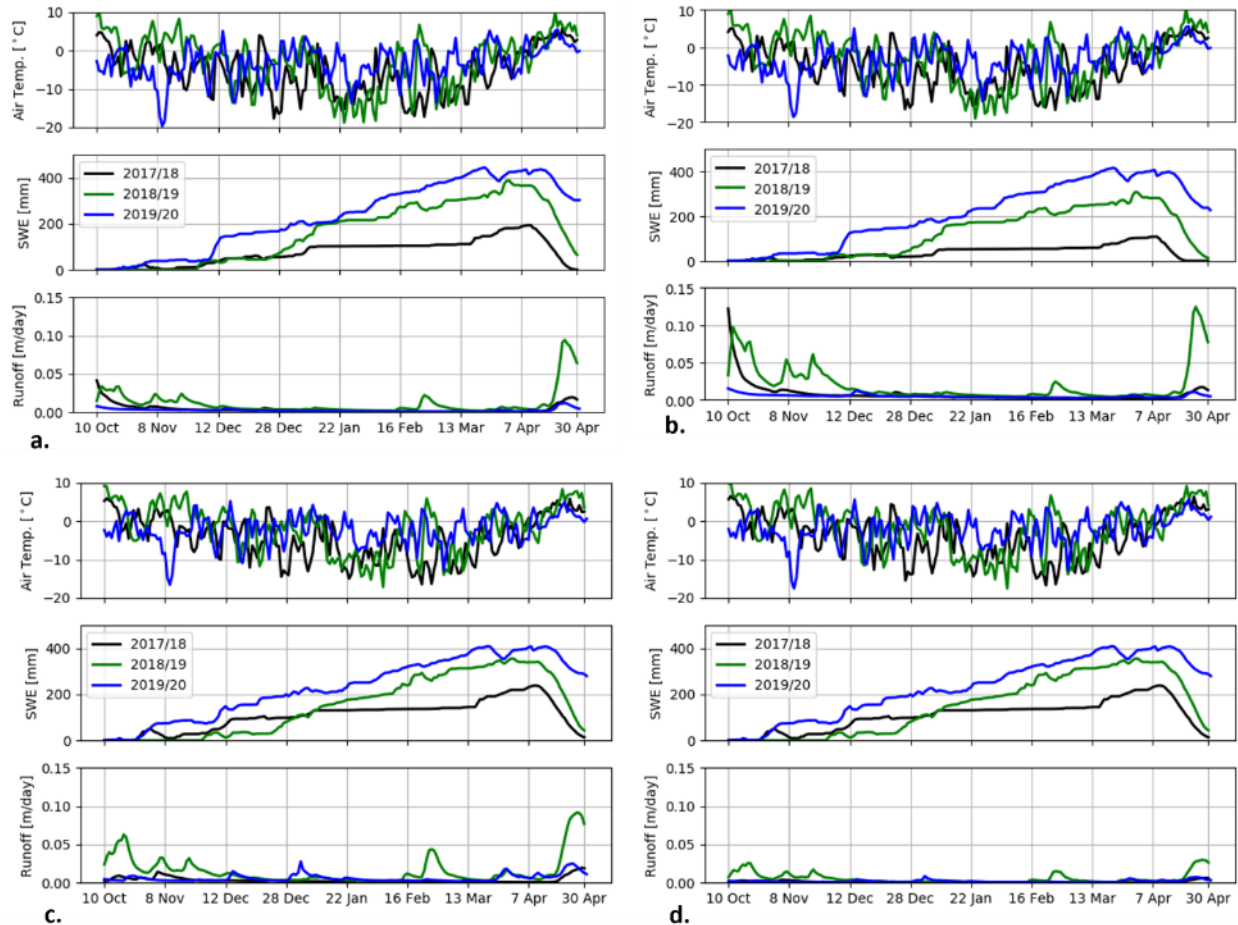 10
0
−10
−20
Air Temp. [°C]
400
200
0
SWE [mm]
2017/18
2018/19
2019/20
0.15
0.10
0.05
0.00
Runoff [m/day]
10 Oct 8 Nov 12 Dec 28 Dec 22 Jan 16 Feb 13 Mar 7 Apr 30 Apr
a.
10
0
−10
−20
Air Temp. [°C]
400
200
0
SWE [mm]
2017/18
2018/19
2019/20
0.15
0.10
0.05
0.00
Runoff [m/day]
10 Oct 8 Nov 12 Dec 28 Dec 22 Jan 16 Feb 13 Mar 7 Apr 30 Apr
b.
10
0
−10
−20
Air Temp. [°C]
400
200
0
SWE [mm]
2017/18
2018/19
2019/20
0.15
0.10
0.05
0.00
Runoff [m/day]
10 Oct 8 Nov 12 Dec 28 Dec 22 Jan 16 Feb 13 Mar 7 Apr 30 Apr
c.
10
0
−10
−20
Air Temp. [°C]
400
200
0
SWE [mm]
2017/18
2018/19
2019/20
0.15
0.10
0.05
0.00
Runoff [m/day]
10 Oct 8 Nov 12 Dec 28 Dec 22 Jan 16 Feb 13 Mar 7 Apr 30 Apr
d.